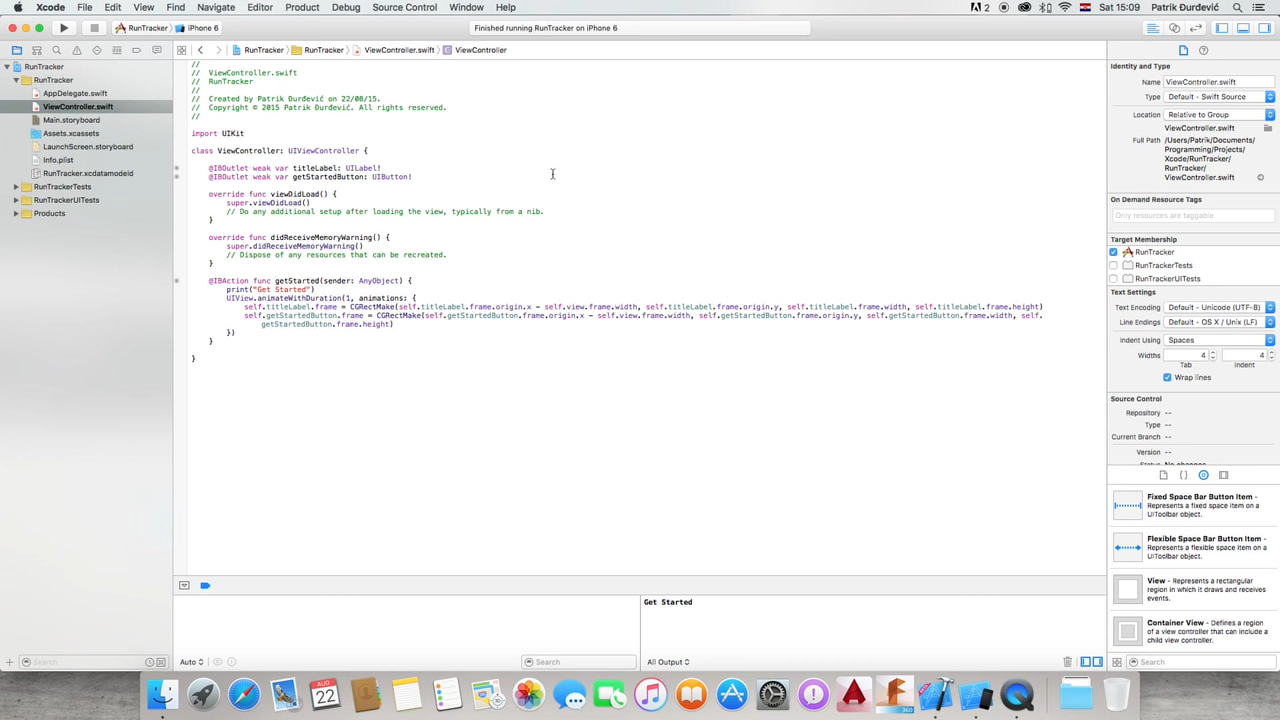 Xcode File Edit View Find Navigate Editor Product Debug Source Control Window Help
2 Sat 15:09 Patrik Đurđević
RunTracker iPhone 6
Finished running RunTracker on iPhone 6
RunTracker RunTracker ViewController.swift ViewController
RunTracker
RunTracker
AppDelegate.swift
ViewController.swift
Main.storyboard
Assets.xcassets
LaunchScreen.storyboard
Info.plist
RunTracker.xcdatamodeld
RunTrackerTests
RunTrackerUITests
Products
//
// ViewController.swift
// RunTracker
//
// Created by Patrik Đurđević on 22/08/15.
// Copyright © 2015 Patrik Đurđević. All rights reserved.
//
import UIKit
class ViewController: UIViewController {
@IBOutlet weak var titleLabel: UILabel!
@IBOutlet weak var getStartedButton: UIButton!
override func viewDidLoad() {
super.viewDidLoad()
// Do any additional setup after loading the view, typically from a nib.
}
override func didReceiveMemoryWarning() {
super.didReceiveMemoryWarning()
// Dispose of any resources that can be recreated.
}
@IBAction func getStarted(sender: AnyObject) {
print("Get Started")
UIView.animateWithDuration(1, animations: {
self.titleLabel.frame = CGRectMake(self.titleLabel.frame.origin.x - self.view.frame.width, self.titleLabel.frame.origin.y, self.titleLabel.frame.width, self.titleLabel.frame.height)
self.getStartedButton.frame = CGRectMake(self.getStartedButton.frame.origin.x - self.view.frame.width, self.getStartedButton.frame.origin.y, self.getStartedButton.frame.width, self.
getStartedButton.frame.height)
})
}
}
Identity and Type
Name ViewController.swift
Type Default - Swift Source
Location Relative to Group
ViewController.swift
Full Path /Users/Patrik/Documents/
Programming/Projects/
Xcode/RunTracker/
RunTracker/
ViewController.swift
On Demand Resource Tags
Only resources are taggable
Target Membership
RunTracker
RunTrackerTests
RunTrackerUITests
Text Settings
Text Encoding Default - Unicode (UTF-8)
Line Endings Default - OS X / Unix (LF)
Indent Using Spaces
Widths 4 4
Tab Indent
Wrap lines
Source Control
Repository --
Type --
Current Branch --
Version --
Status No changes
Fixed Space Bar Button Item -
Represents a fixed space item on a
UIToolbar object.
Flexible Space Bar Button Item -
Represents a flexible space item on a
UIToolbar object.
View - Represents a rectangular
region in which it draws and receives
events.
Container View - Defines a region
of a view controller that can include a
child view controller.
Get Started
Search
Auto
Search
All Output
Search
AUG
22
360